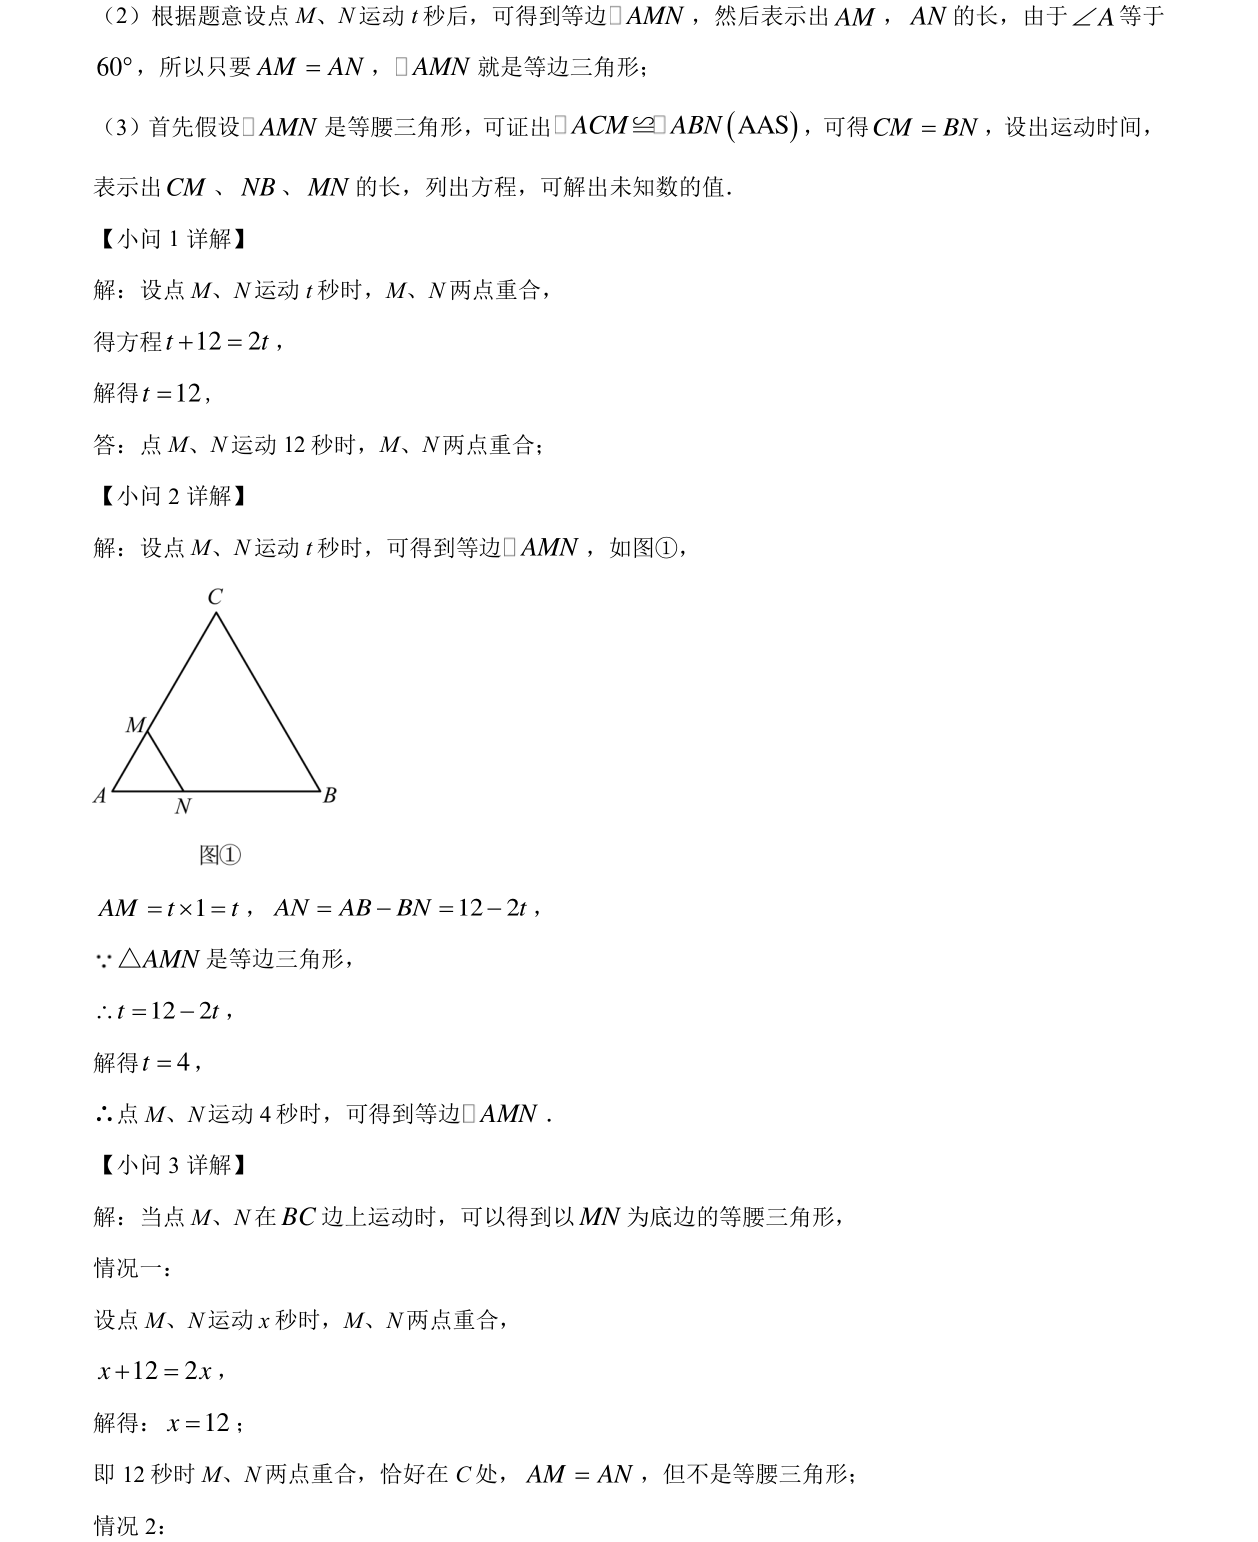 （2）根据题意设点 M、N 运动 t 秒后，可得到等边□AMN，然后表示出 AM，AN 的长，由于∠A 等于
60°，所以只要 AM = AN，□AMN 就是等边三角形；
（3）首先假设□AMN 是等腰三角形，可证出□ACM≌□ABN(AAS)，可得 CM = BN，设出运动时间，
表示出 CM、NB、MN 的长，列出方程，可解出未知数的值．
【小问 1 详解】
解：设点 M、N 运动 t 秒时，M、N 两点重合，
得方程 t+12=2t，
解得 t=12,
答：点 M、N 运动 12 秒时，M、N 两点重合；
【小问 2 详解】
解：设点 M、N 运动 t 秒时，可得到等边□AMN，如图①，
C
M
A
B
N
图①
AM = t×1= t，AN = AB − BN = 12 − 2t，
∵△AMN 是等边三角形，
∴t =12 − 2t，
解得 t = 4，
∴点 M、N 运动 4 秒时，可得到等边□AMN．
【小问 3 详解】
解：当点 M、N 在 BC 边上运动时，可以得到以 MN 为底边的等腰三角形，
情况一：
设点 M、N 运动 x 秒时，M、N 两点重合，
x+12 = 2x，
解得：x=12；
即 12 秒时 M、N 两点重合，恰好在 C 处，AM = AN，但不是等腰三角形；
情况 2：